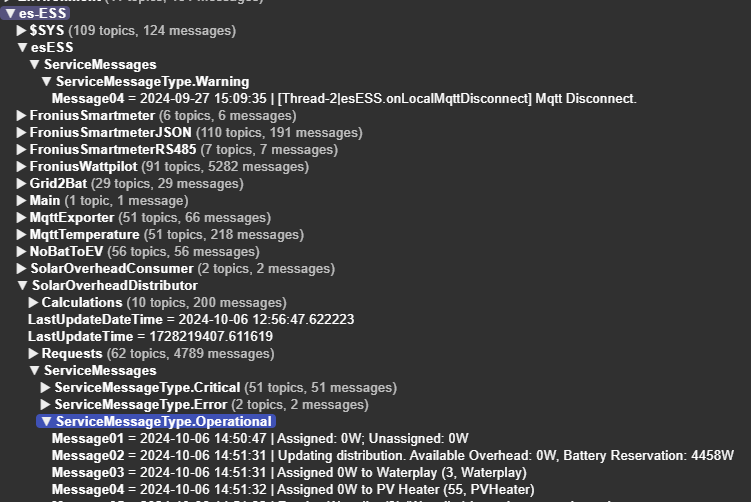 es-ESS
$SYS (109 topics, 124 messages)
esESS
ServiceMessages
ServiceMessageType.Warning
Message04 = 2024-09-27 15:09:35 | [Thread-2|esESS.onLocalMqttDisconnect] Mqtt Disconnect.
FroniusSmartmeter (6 topics, 6 messages)
FroniusSmartmeterJSON (110 topics, 191 messages)
FroniusSmartmeterRS485 (7 topics, 7 messages)
FroniusWattpilot (91 topics, 5282 messages)
Grid2Bat (29 topics, 29 messages)
Main (1 topic, 1 message)
MqttExporter (51 topics, 66 messages)
MqttTemperature (51 topics, 218 messages)
NoBatToEV (56 topics, 56 messages)
SolarOverheadConsumer (2 topics, 2 messages)
SolarOverheadDistributor
Calculations (10 topics, 200 messages)
LastUpdateDateTime = 2024-10-06 12:56:47.622223
LastUpdateTime = 1728219407.611619
Requests (62 topics, 4789 messages)
ServiceMessages
ServiceMessageType.Critical (51 topics, 51 messages)
ServiceMessageType.Error (2 topics, 2 messages)
ServiceMessageType.Operational
Message01 = 2024-10-06 14:50:47 | Assigned: 0W; Unassigned: 0W
Message02 = 2024-10-06 14:51:31 | Updating distribution. Available Overhead: 0W, Battery Reservation: 4458W
Message03 = 2024-10-06 14:51:31 | Assigned 0W to Waterplay (3, Waterplay)
Message04 = 2024-10-06 14:51:32 | Assigned 0W to PV Heater (55, PVHeater)